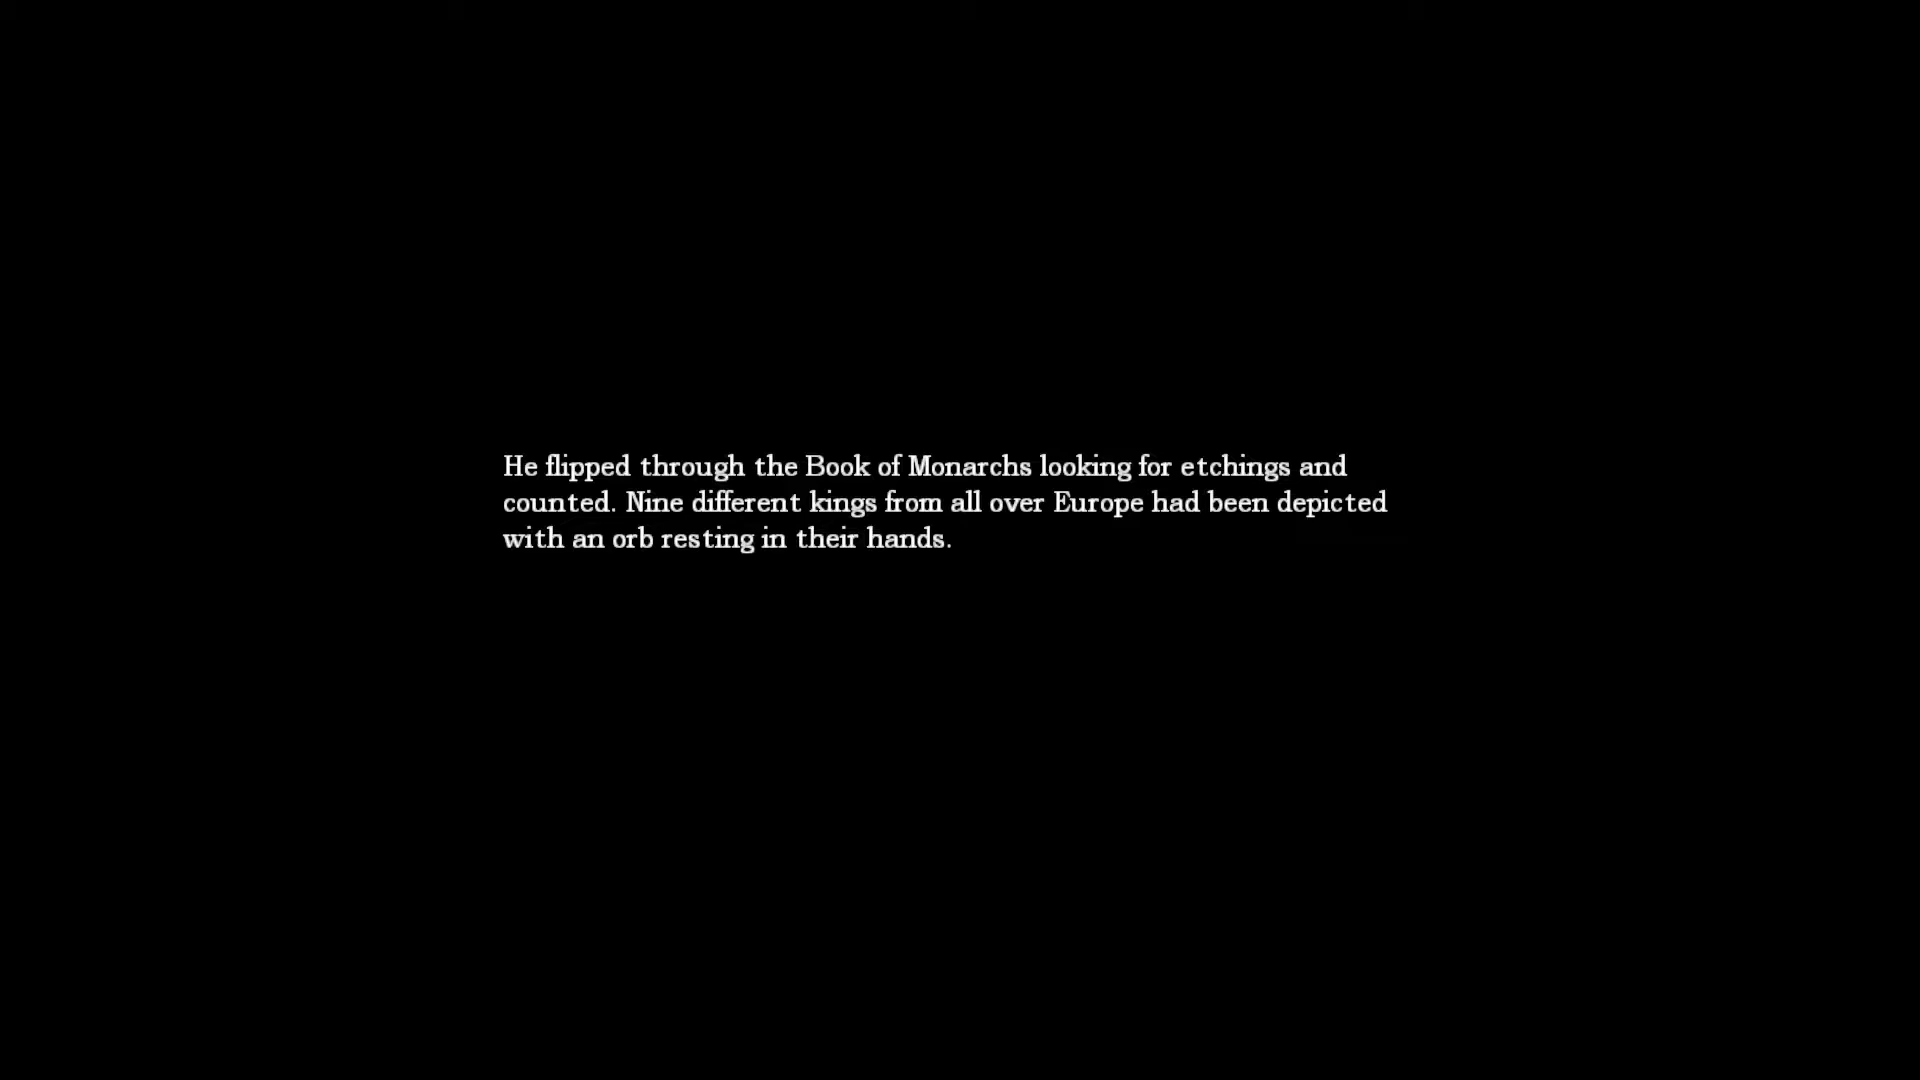 He flipped through the Book of Monarchs looking for etchings and
counted. Nine different kings from all over Europe had been depicted
with an orb resting in their hands.